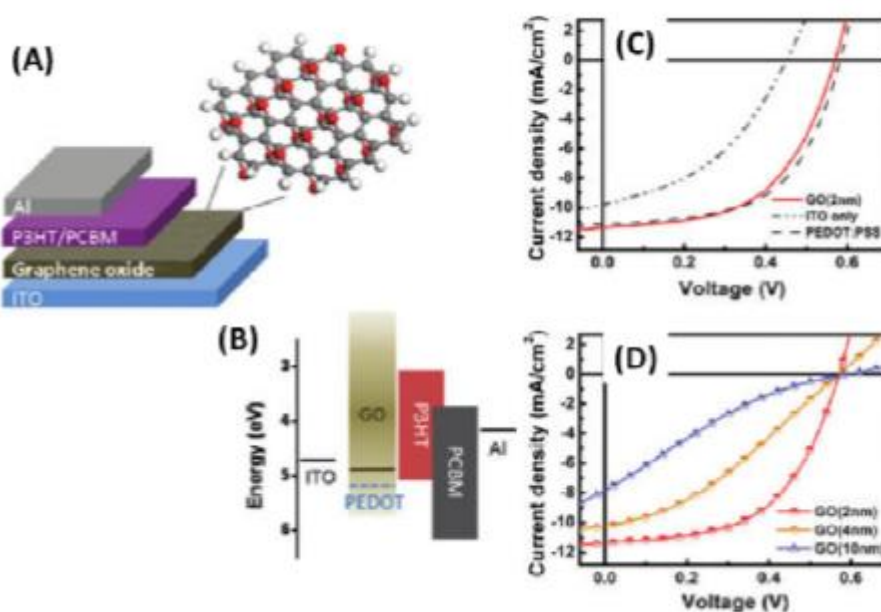 (A)
Al
P3HT/PCBM
Graphene oxide
ITO
(B)
Energy (eV)
3
4
5
6
ITO
GO
PEDOT
P3HT
PCBM
Al
(C)
Current density (mA/cm²)
2
0
-2
-4
-6
-8
-10
-12
GO(2nm)
ITO only
PEDOT:PSS
0.0 0.2 0.4 0.6
Voltage (V)
(D)
Current density (mA/cm²)
2
0
-2
-4
-6
-8
-10
-12
GO(2nm)
GO(4nm)
GO(10nm)
0.0 0.2 0.4 0.6
Voltage (V)